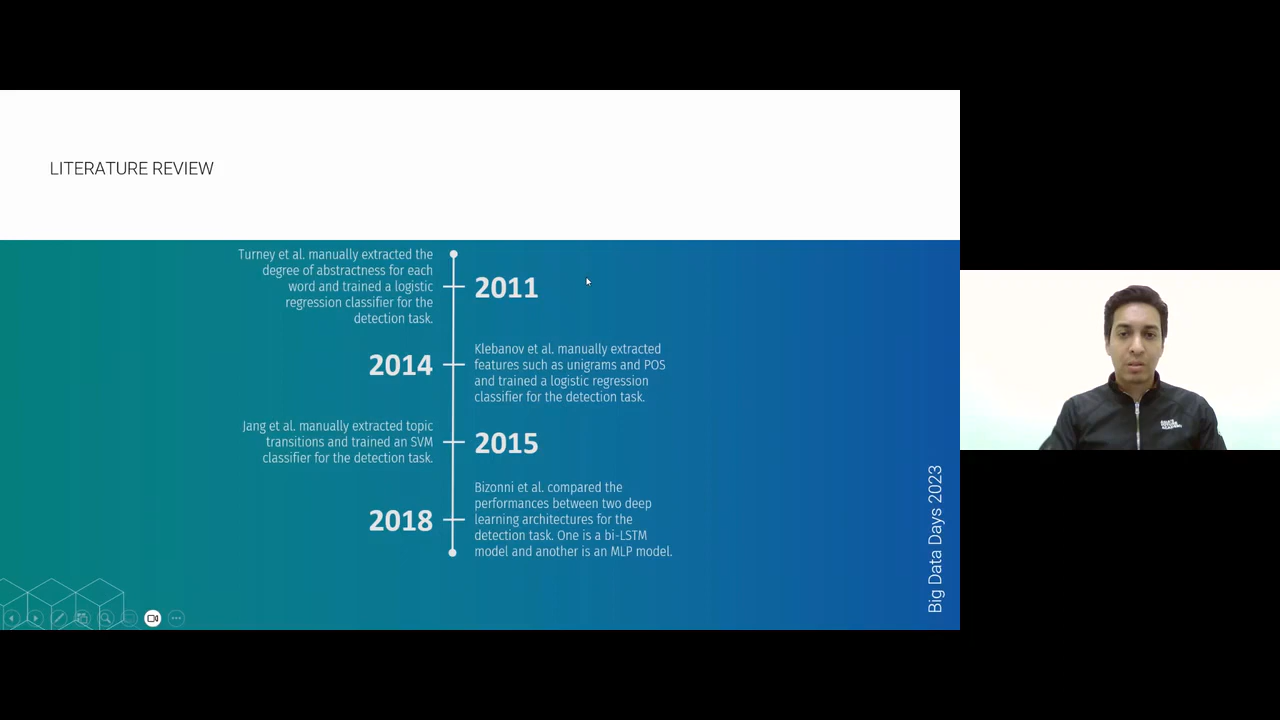 LITERATURE REVIEW
Turney et al. manually extracted the
degree of abstractness for each
word and trained a logistic
regression classifier for the
detection task.
2011
2014
Klebanov et al. manually extracted
features such as unigrams and POS
and trained a logistic regression
classifier for the detection task.
Jang et al. manually extracted topic
transitions and trained an SVM
classifier for the detection task.
2015
2018
Bizonni et al. compared the
performances between two deep
learning architectures for the
detection task. One is a bi-LSTM
model and another is an MLP model.
Big Data Days 2023